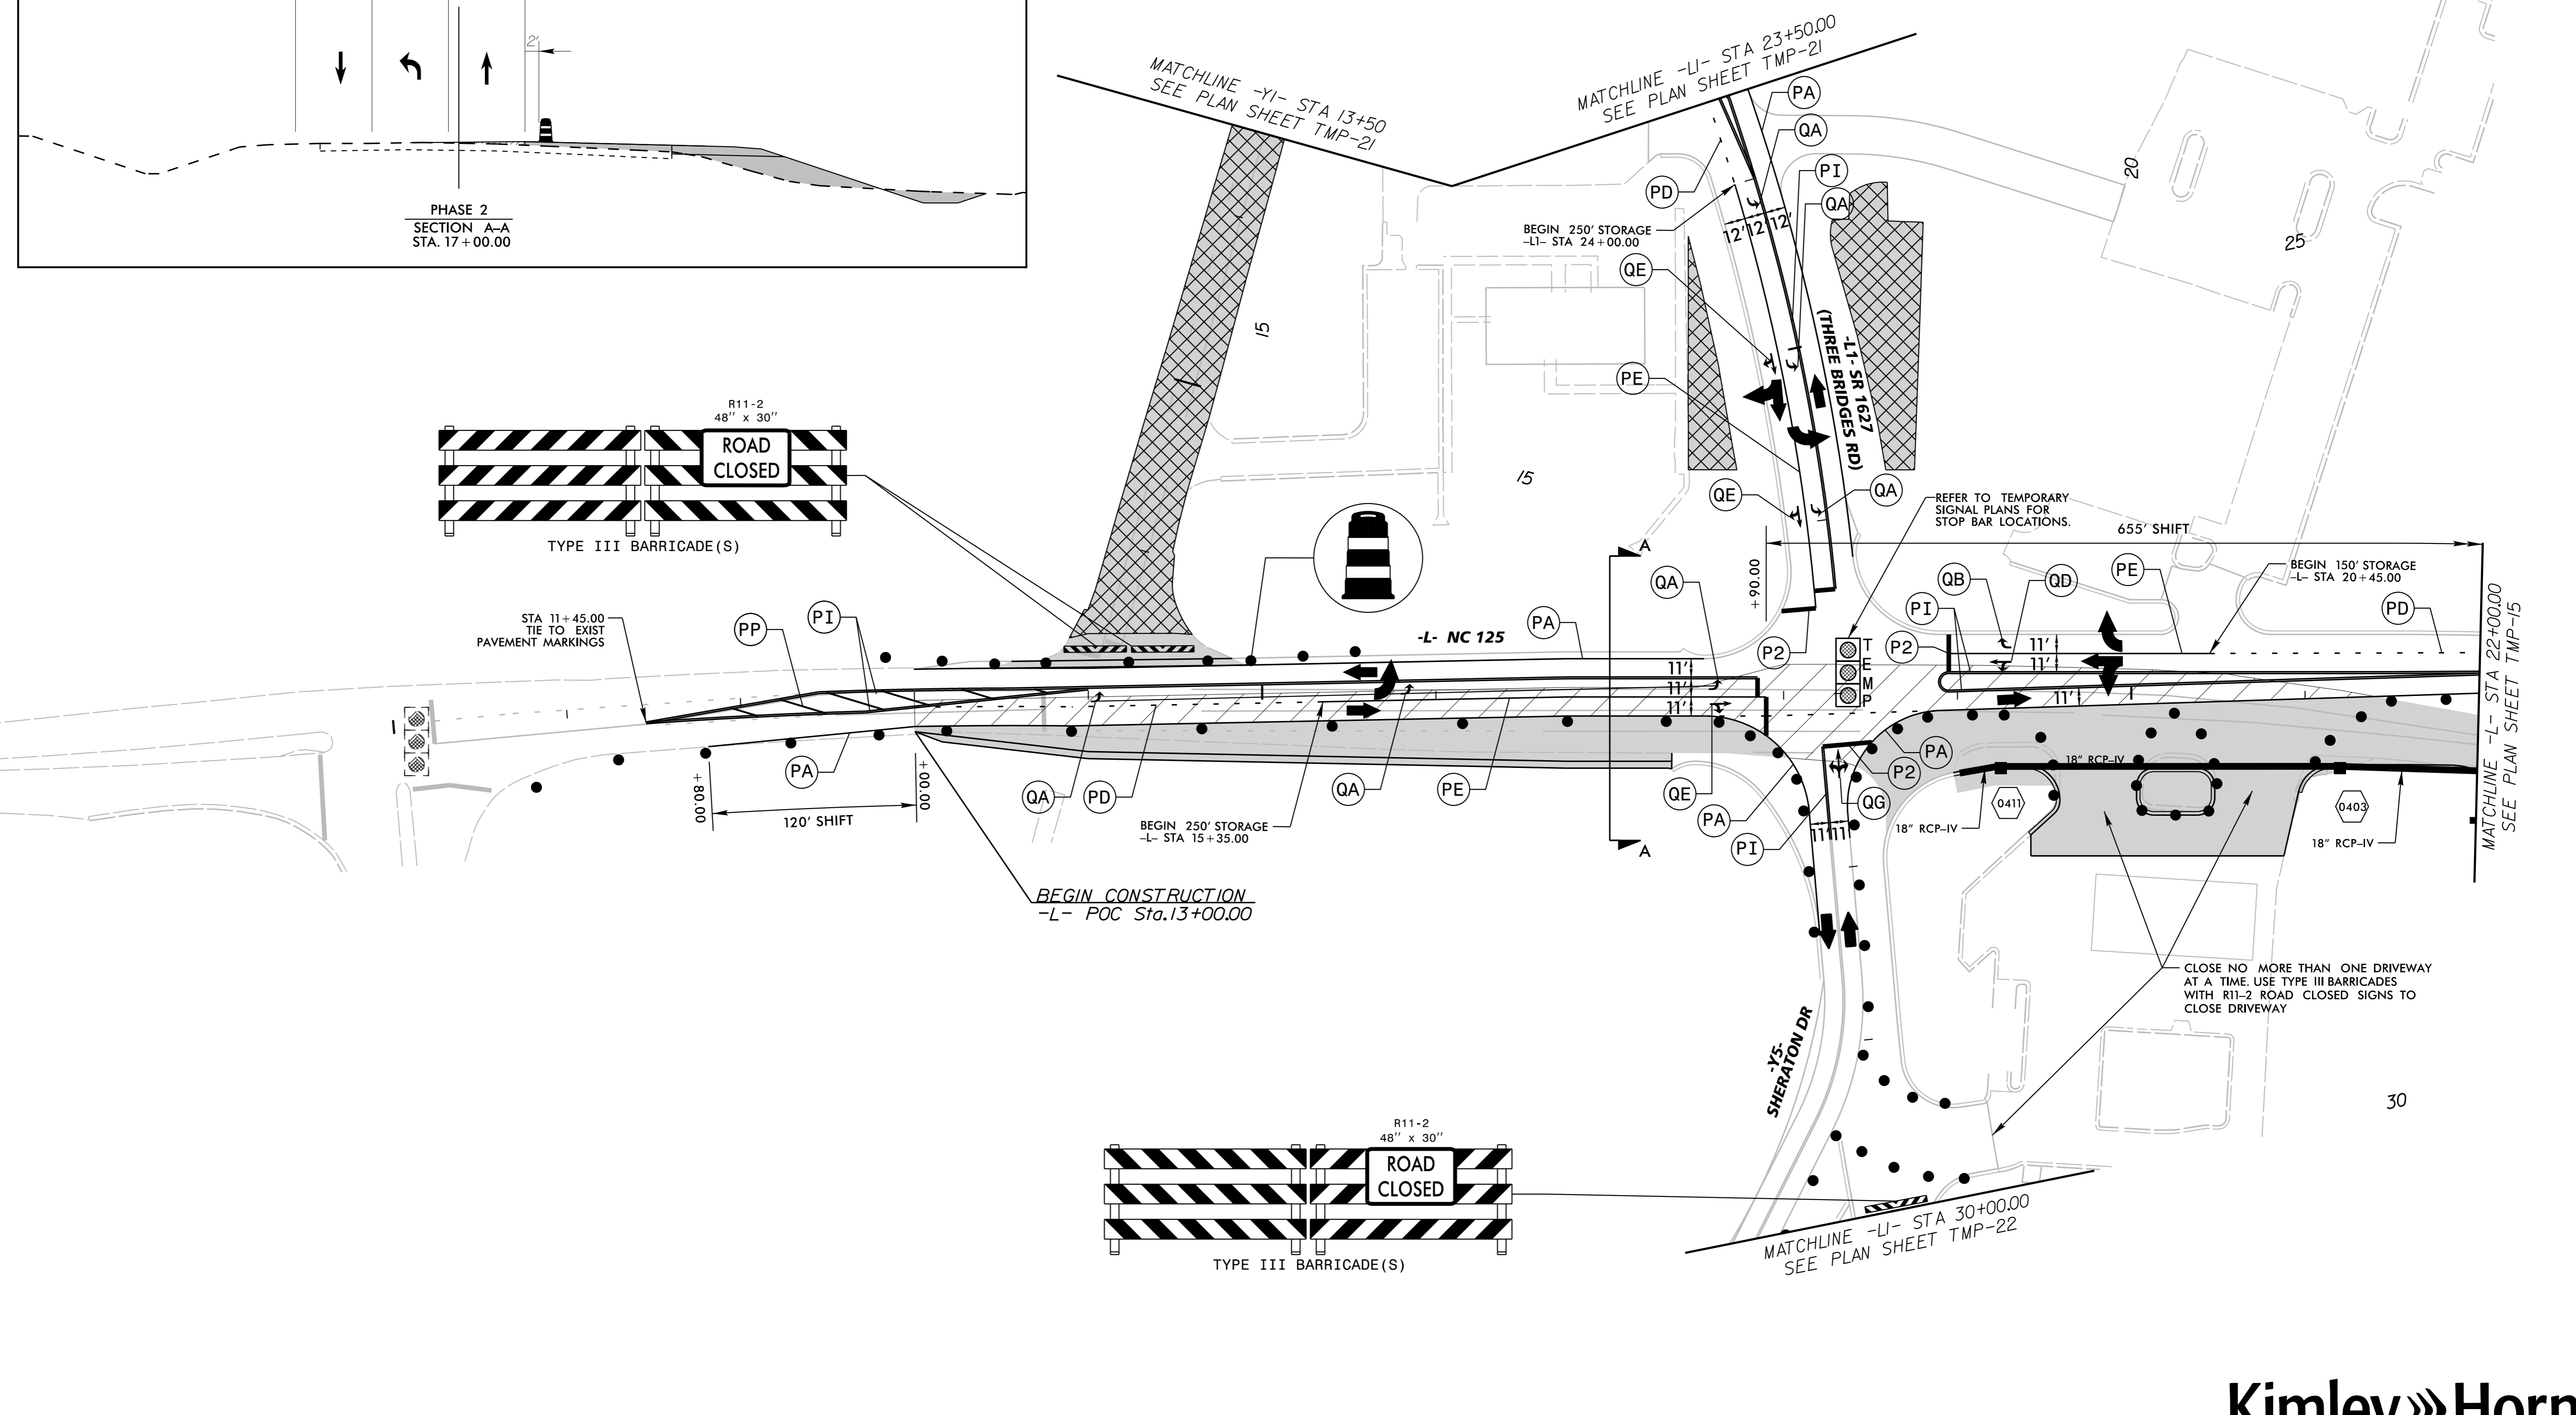 2'
PHASE 2
SECTION A-A
STA. 17+00.00
MATCHLINE -Y1- STA 13+50
SEE PLAN SHEET TMP-21
MATCHLINE -L1- STA 23+50.00
SEE PLAN SHEET TMP-21
PA
QA
PI
PD
QA
20
25
BEGIN 250' STORAGE
-L1- STA 24+00.00
12' 12' 12'
QE
15
PE
-L1- SR 1627
(THREE BRIDGES RD)
R11-2
48" x 30"
ROAD
CLOSED
TYPE III BARRICADE(S)
15
QE
QA
REFER TO TEMPORARY
SIGNAL PLANS FOR
STOP BAR LOCATIONS.
655' SHIFT
A
QA
+90.00
QB
QD
PE
BEGIN 150' STORAGE
-L- STA 20+45.00
PI
PD
STA 11+45.00
TIE TO EXIST
PAVEMENT MARKINGS
PP
PI
-L- NC 125
PA
P2
TEMP
P2
11'
11'
11'
11'
11'
11'
MATCHLINE -L- STA 22+00.00
SEE PLAN SHEET TMP-15
PA
+80.00
120' SHIFT
+00.00
QA
PD
QA
PE
QE
PA
PI
PA
P2
QG
11' 11'
18" RCP-IV
0411
0403
18" RCP-IV
18" RCP-IV
BEGIN 250' STORAGE
-L- STA 15+35.00
A
BEGIN CONSTRUCTION
-L- POC Sta.13+00.00
CLOSE NO MORE THAN ONE DRIVEWAY
AT A TIME. USE TYPE III BARRICADES
WITH R11-2 ROAD CLOSED SIGNS TO
CLOSE DRIVEWAY
-Y5-
SHERATON DR
30
R11-2
48" x 30"
ROAD
CLOSED
TYPE III BARRICADE(S)
MATCHLINE -L1- STA 30+00.00
SEE PLAN SHEET TMP-22
Kimley»Horn